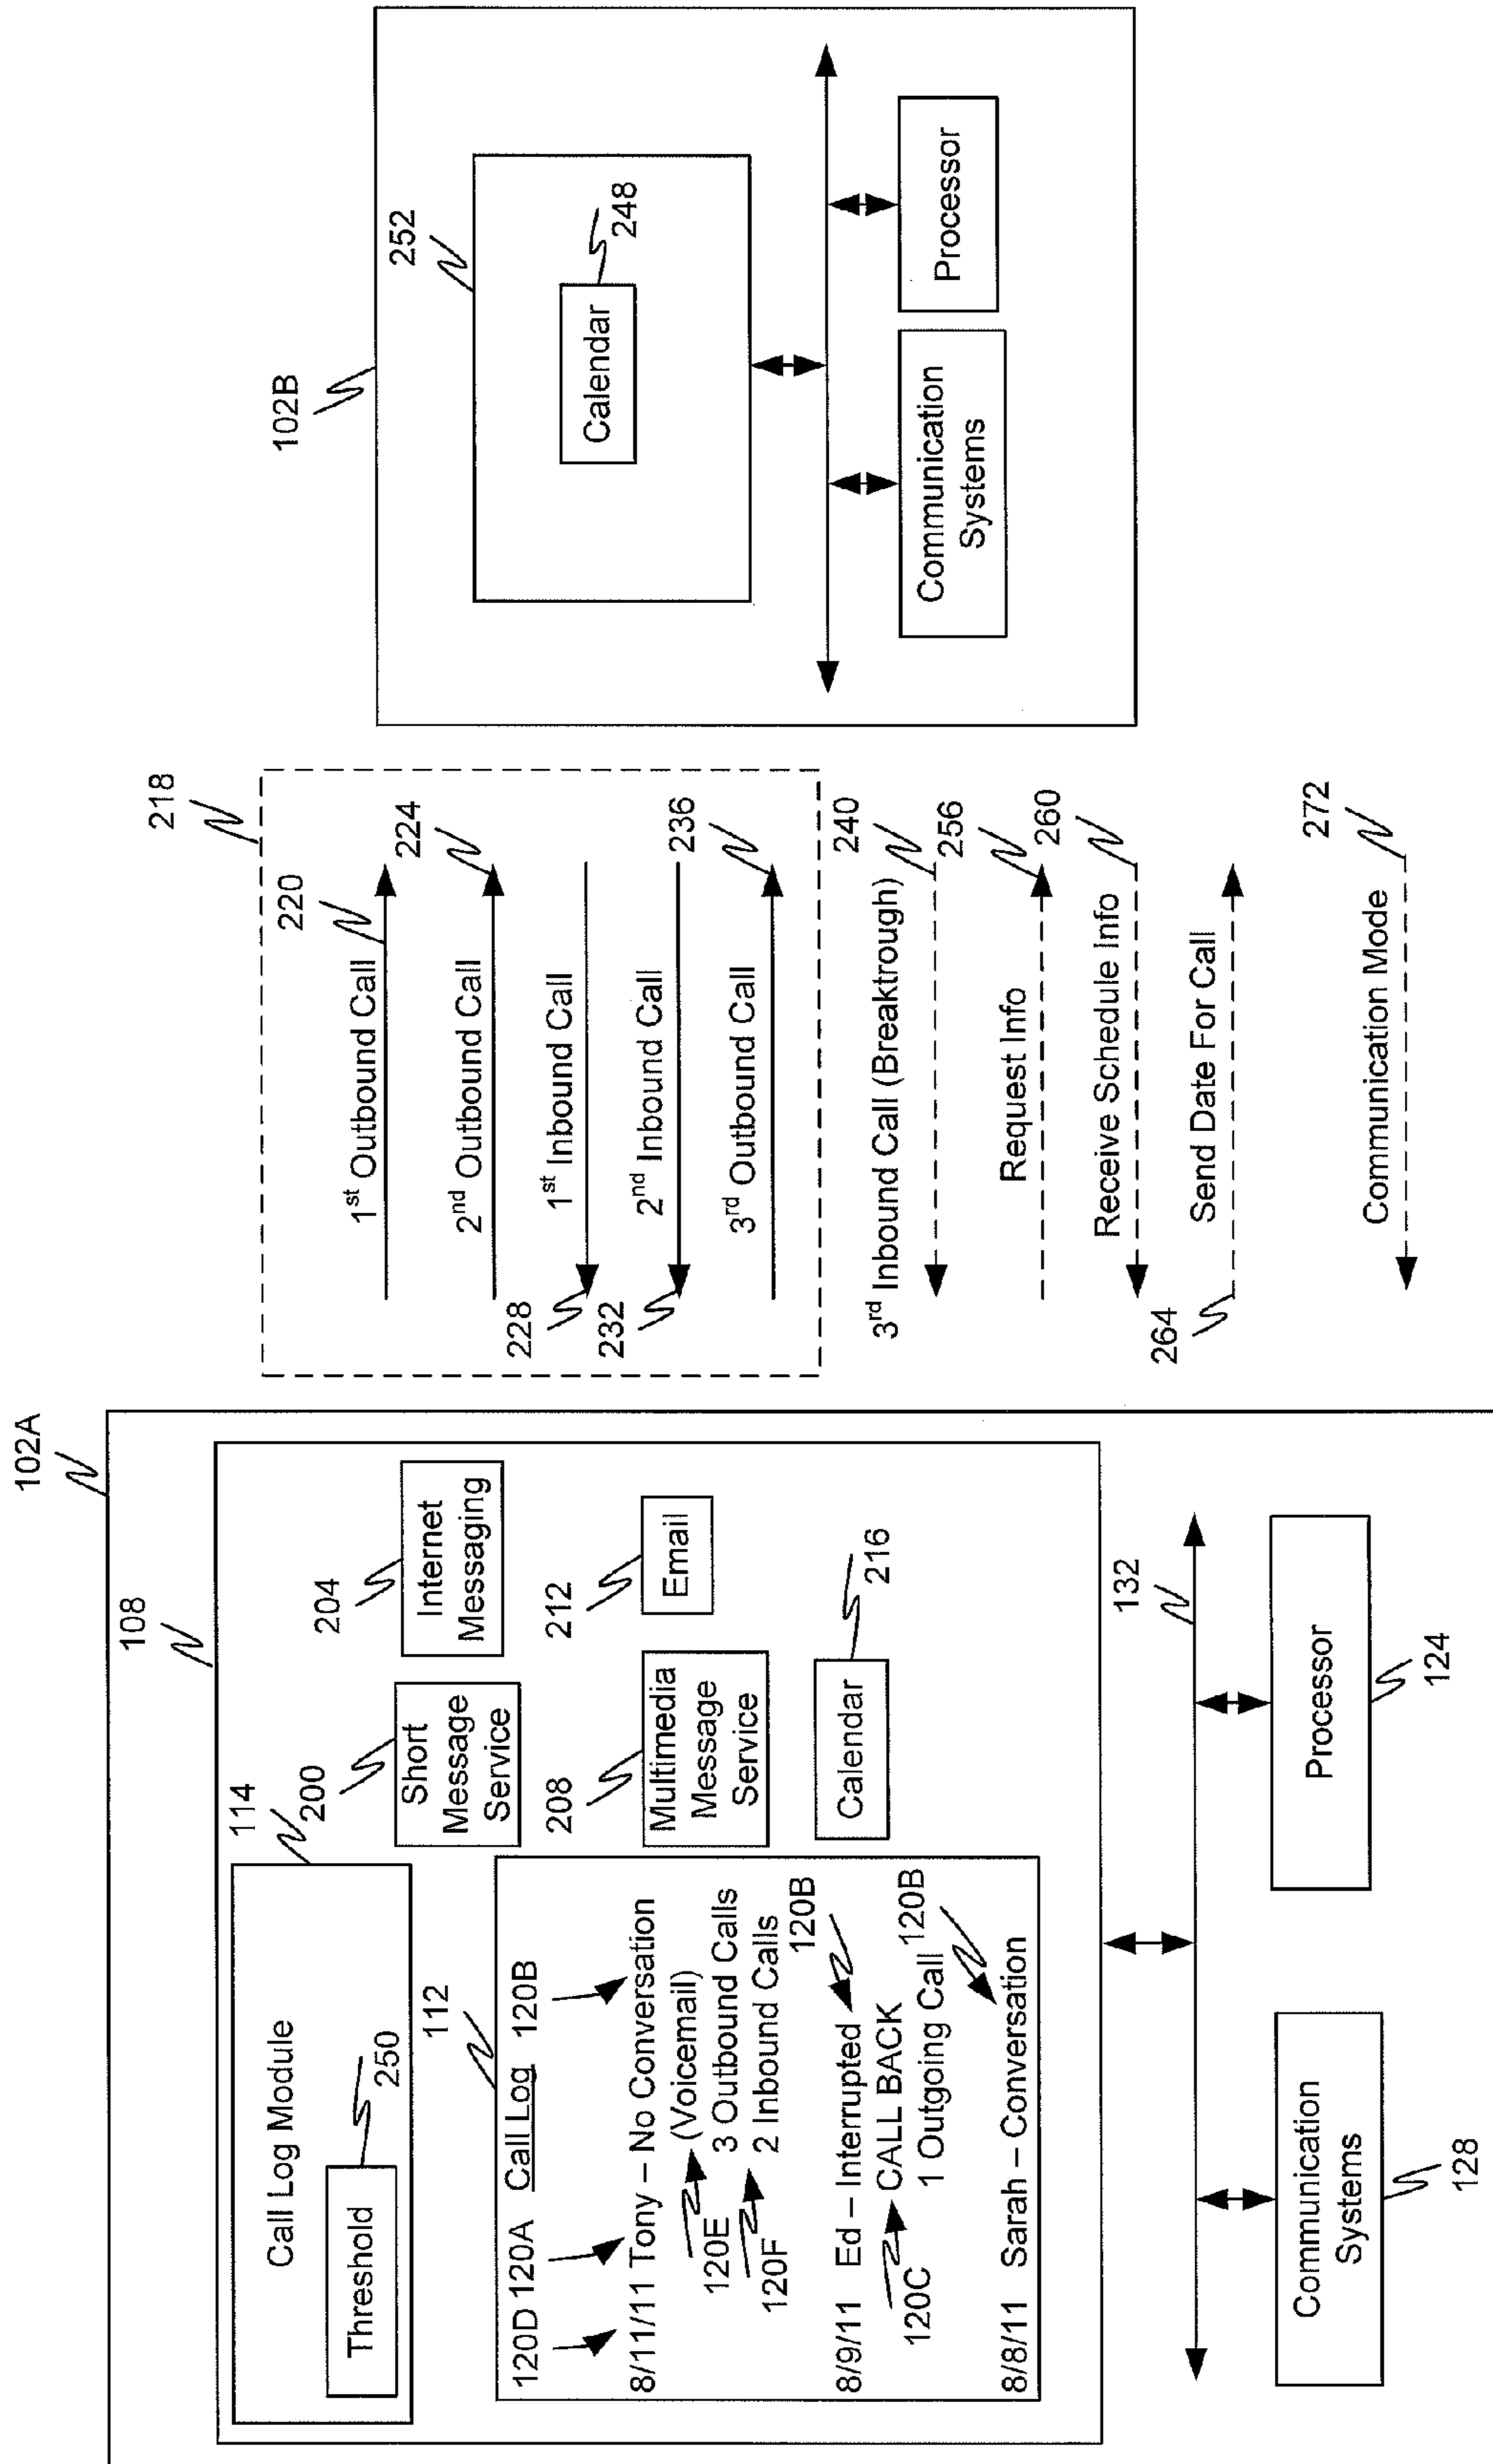 102A
108
114
Call Log Module
Threshold
250
200
Short
Message
Service
204
Internet
Messaging
208
Multimedia
Message
Service
212
Email
Calendar
216
112
120D
120A
Call Log
120B
8/11/11 Tony – No Conversation
(Voicemail)
3 Outbound Calls
2 Inbound Calls
120E
120F
120B
8/9/11 Ed – Interrupted
CALL BACK
1 Outgoing Call
120C
120B
8/8/11 Sarah – Conversation
132
Communication
Systems
128
Processor
124
218
220
1st Outbound Call
224
2nd Outbound Call
1st Inbound Call
228
2nd Inbound Call
232
3rd Outbound Call
236
3rd Inbound Call (Breaktrough)
240
Request Info
256
Receive Schedule Info
260
Send Date For Call
264
Communication Mode
272
102B
252
Calendar
248
Communication
Systems
Processor